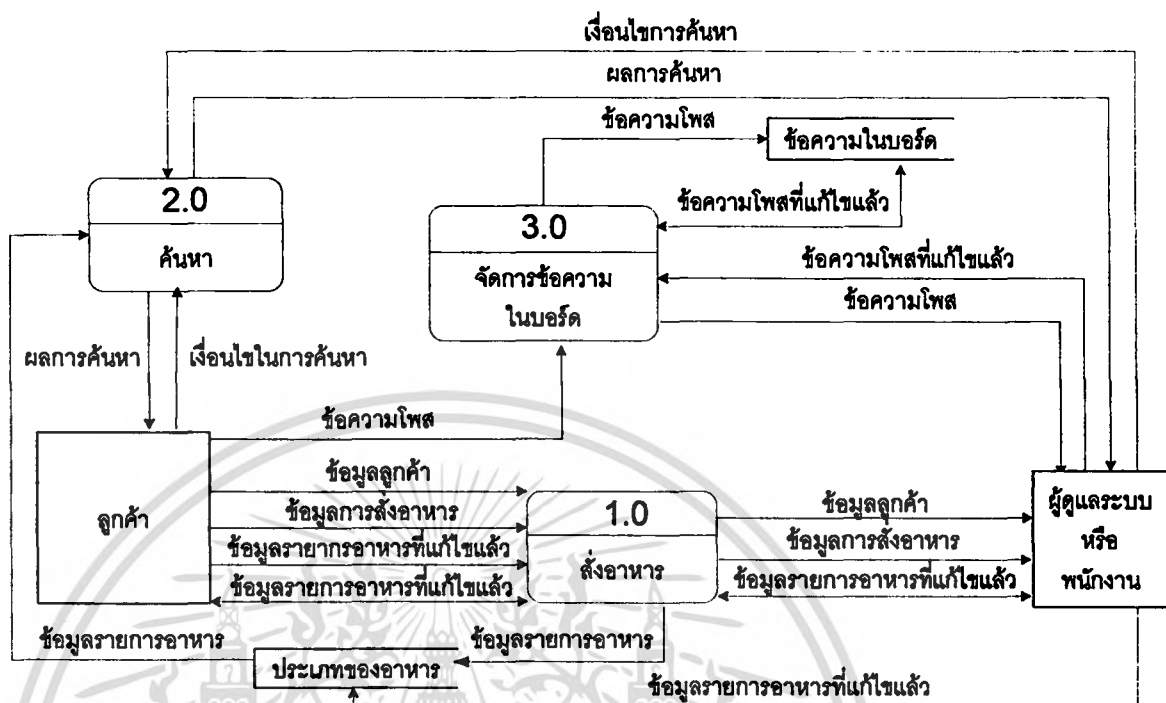 เงื่อนไขการค้นหา
ผลการค้นหา
ข้อความโพส
ข้อความในบอร์ด
2.0
ค้นหา
3.0
จัดการข้อความ
ในบอร์ด
ข้อความโพสที่แก้ไขแล้ว
ข้อความโพสที่แก้ไขแล้ว
ข้อความโพส
ผลการค้นหา
เงื่อนไขในการค้นหา
ข้อความโพส
ลูกค้า
ข้อมูลลูกค้า
ข้อมูลการสั่งอาหาร
ข้อมูลรายากรอาหารที่แก้ไขแล้ว
ข้อมูลรายการอาหารที่แก้ไขแล้ว
1.0
สั่งอาหาร
ข้อมูลลูกค้า
ข้อมูลการสั่งอาหาร
ข้อมูลรายการอาหารที่แก้ไขแล้ว
ผู้ดูแลระบบ
หรือ
พนักงาน
ข้อมูลรายการอาหาร
ประเภทของอาหาร
ข้อมูลรายการอาหาร
ข้อมูลรายการอาหารที่แก้ไขแล้ว